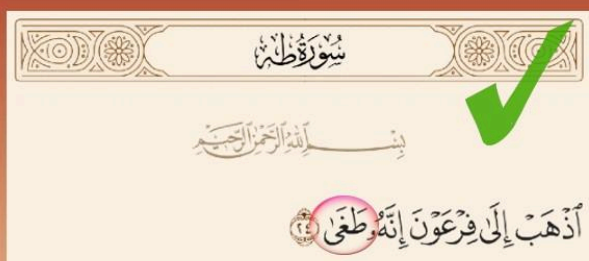 سُورَةُ طه
بِسْمِ ٱللَّهِ ٱلرَّحْمَٰنِ ٱلرَّحِيمِ
ٱذْهَبْ إِلَىٰ فِرْعَوْنَ إِنَّهُۥ طَغَىٰ ٢٤